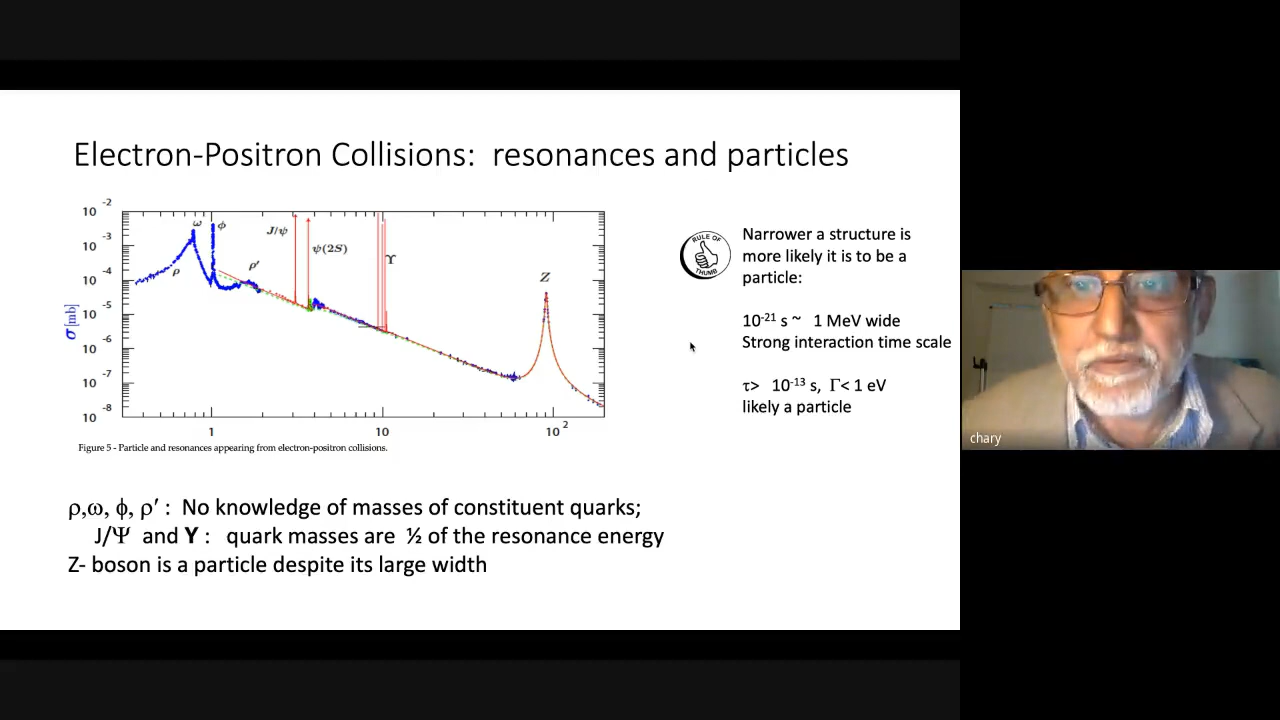 Electron-Positron Collisions: resonances and particles
10 -2
10 -3
10 -4
10 -5
10 -6
10 -7
10 -8
σ [mb]
ρ
ω
ϕ
ρ′
J/ψ
ψ(2S)
ϒ
Z
1
10
10 2
Figure 5 - Particle and resonances appearing from electron-positron collisions.
RULE OF
THUMB
Narrower a structure is
more likely it is to be a
particle:
10-21 s ~ 1 MeV wide
Strong interaction time scale
τ> 10-13 s, Γ< 1 eV
likely a particle
ρ,ω, ϕ, ρ′ : No knowledge of masses of constituent quarks;
J/Ψ and ϒ : quark masses are ½ of the resonance energy
Z- boson is a particle despite its large width
chary